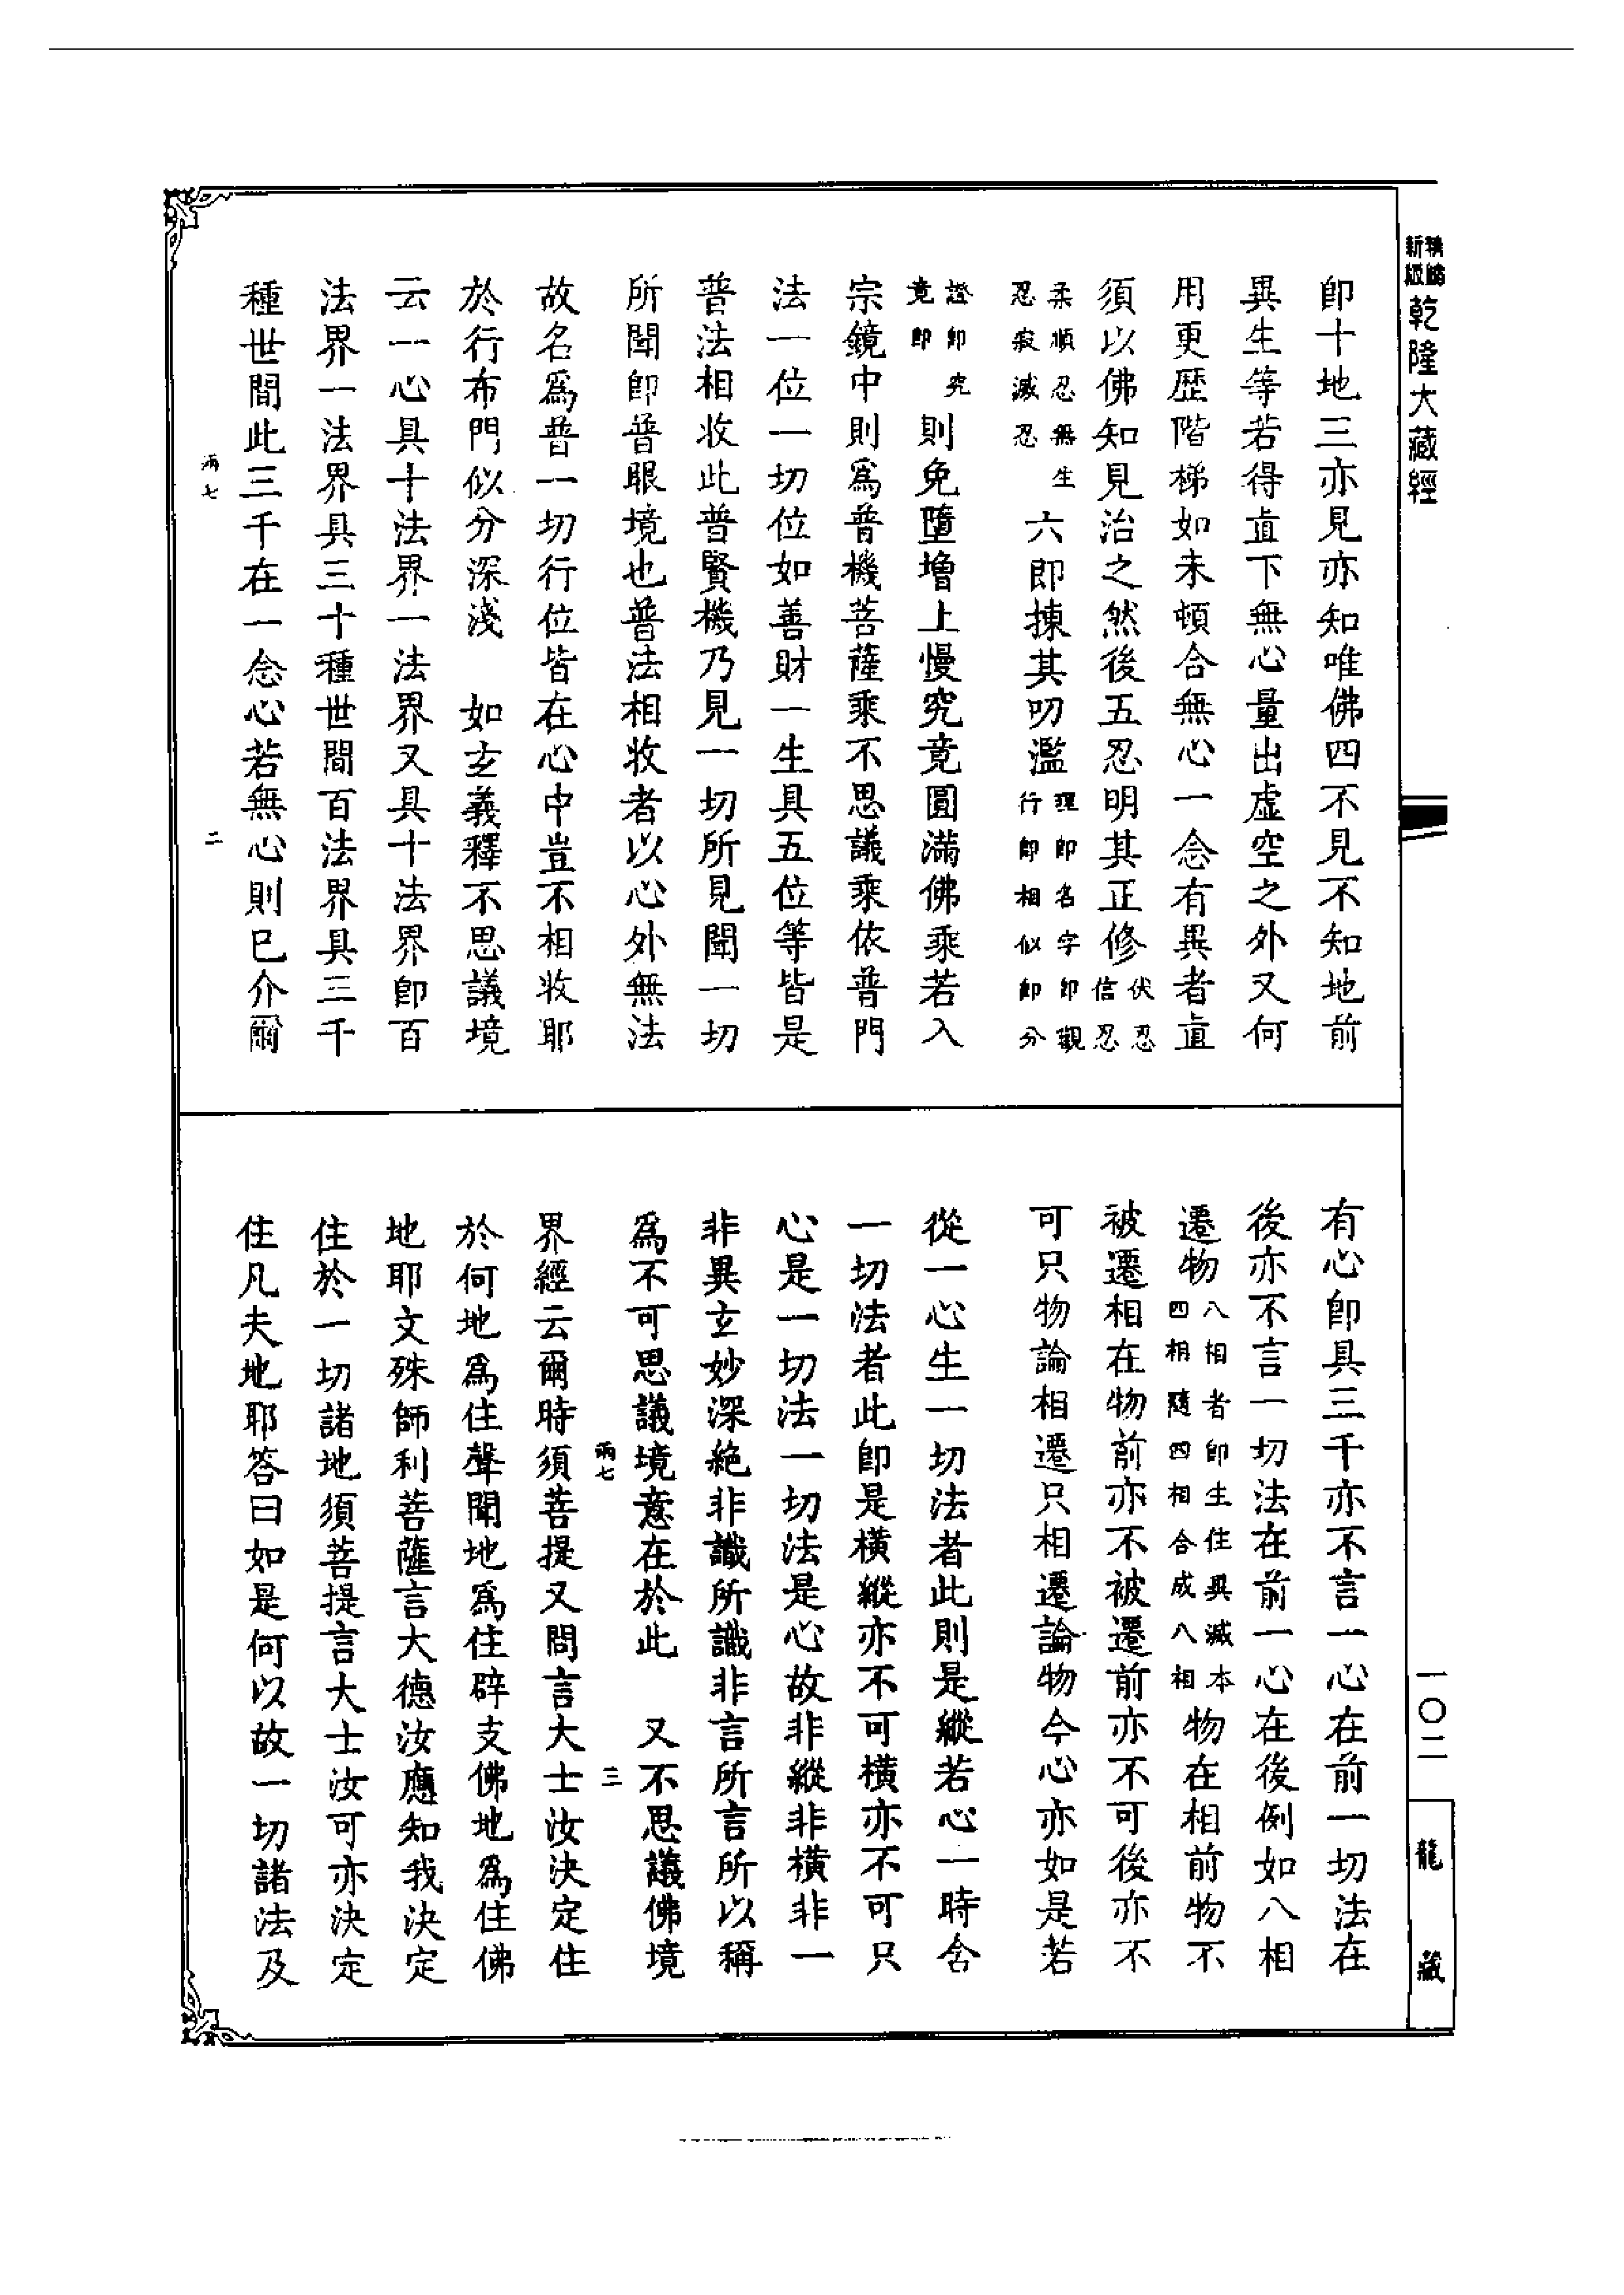 新編縮級乾隆大藏經
即十地三亦見亦知唯佛四不見不知地前
異生等若得直下無心量出虛空之外又何
用更歷階梯如未頓合無心一念有異者直
須以佛知見治之然後五忍明其正修伏忍信忍
柔順忍無生忍寂滅忍六即揀其叨濫理即名字即觀行即相似即分
證即究竟即則免墮增上慢究竟圓滿佛乘若入
宗鏡中則為普機菩薩乘不思議乘依普門
法一位一切位如善財一生具五位等皆是
普法相收此普賢機乃見一切所見聞一切
所聞即普眼境也普法相收者以心外無法
故名為普一切行位皆在心中豈不相收耶
於行布門似分深淺 如玄義釋不思議境
云一心具十法界一法界又具十法界即百
法界一法界具三十種世間百法界具三千
種世間此三千在一念心若無心則已介爾
兩七 二
有心即具三千亦不言一心在前一切法在
後亦不言一切法在前一心在後例如八相
遷物八相者即生住異滅本四相隨四相合成八相物在相前物不
被遷相在物前亦不被遷前亦不可後亦不
可只物論相遷只相遷論物今心亦如是若
從一心生一切法者此則是縱若心一時含
一切法者此即是橫縱亦不可橫亦不可只
心是一切法一切法是心故非縱非橫非一
非異玄妙深絕非識所識非言所言所以稱
為不可思議境意在於此 又不思議佛境
兩七 三
界經云爾時須菩提又問言大士汝決定住
於何地為住聲聞地為住辟支佛地為住佛
地耶文殊師利菩薩言大德汝應知我決定
住於一切諸地須菩提言大士汝可亦決定
住凡夫地耶答曰如是何以故一切諸法及
一〇二
龍藏